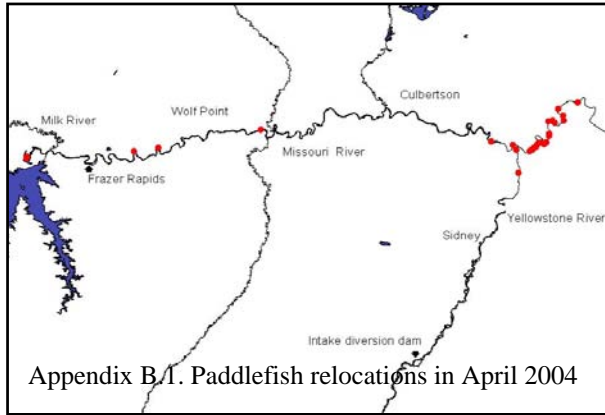 Culbertson
Wolf Point
Milk River
Missouri River
Frazer Rapids
Yellowstone River
Sidney
Intake diversion dam
Appendix B.1. Paddlefish relocations in April 2004